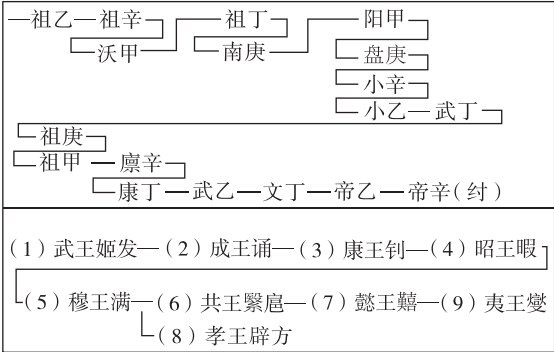 祖乙 祖辛 祖丁 阳甲
沃甲 南庚 盘庚
小辛
小乙 武丁
祖庚
祖甲 廪辛
康丁 武乙 文丁 帝乙 帝辛(纣)
(1)武王姬发—(2)成王诵—(3)康王钊—(4)昭王瑕
(5)穆王满—(6)共王繄扈—(7)懿王囏—(9)夷王燮
(8)孝王辟方